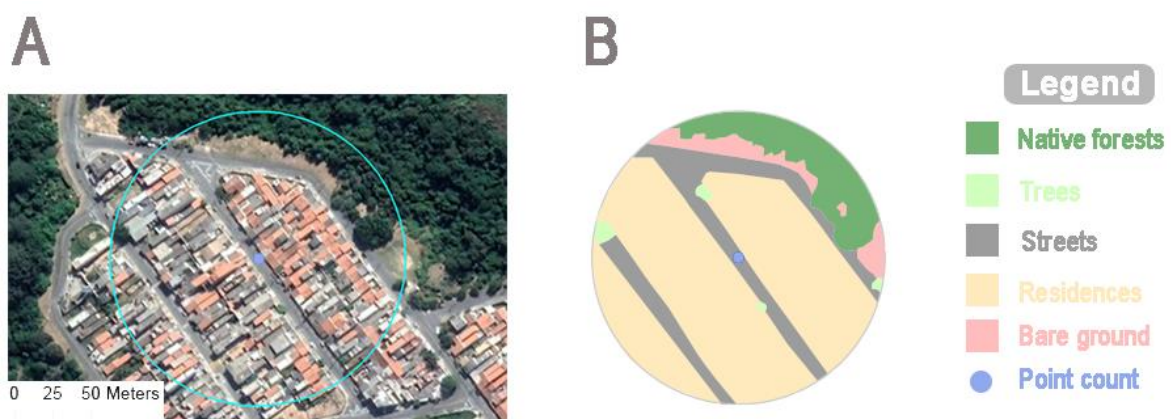 A
B
Legend
Native forests
Trees
Streets
Residences
Bare ground
Point count
0 25 50 Meters